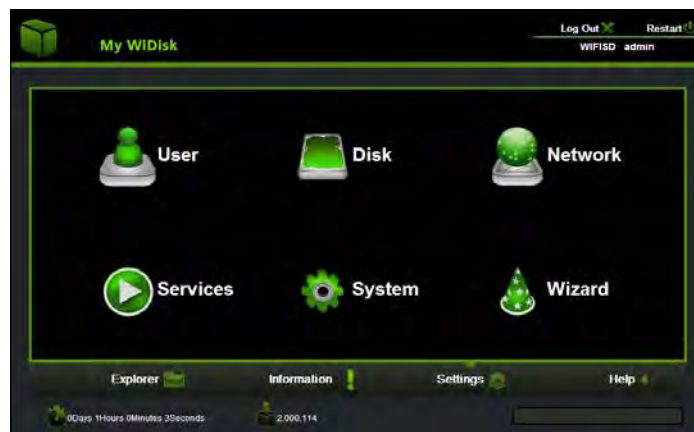 Log Out Restart
My WiDisk
WIFISD admin
User Disk Network
Services System Wizard
Explorer Information Settings Help
0Days 1Hours 0Minutes 3Seconds 2.000.114